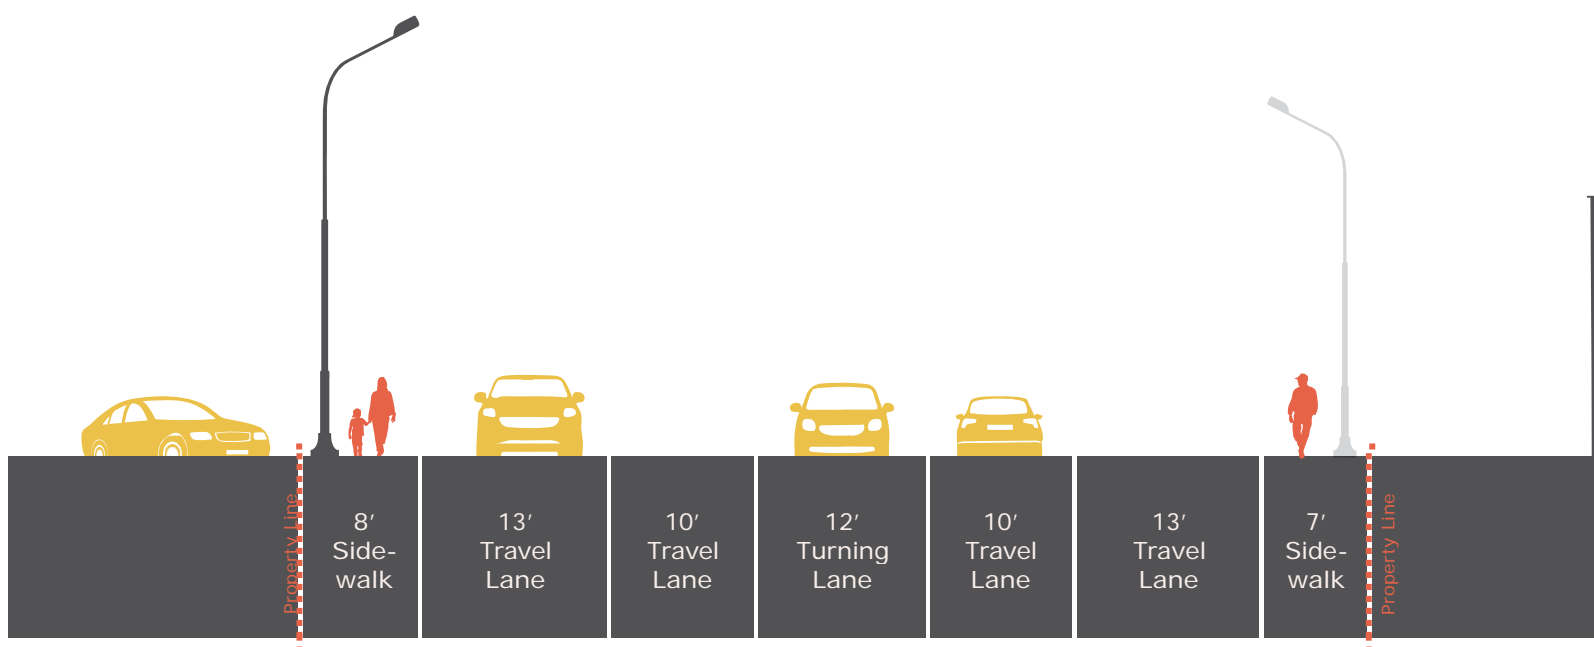 Property Line
8′
Side-
walk
13′
Travel
Lane
10′
Travel
Lane
12′
Turning
Lane
10′
Travel
Lane
13′
Travel
Lane
7′
Side-
walk
Property Line